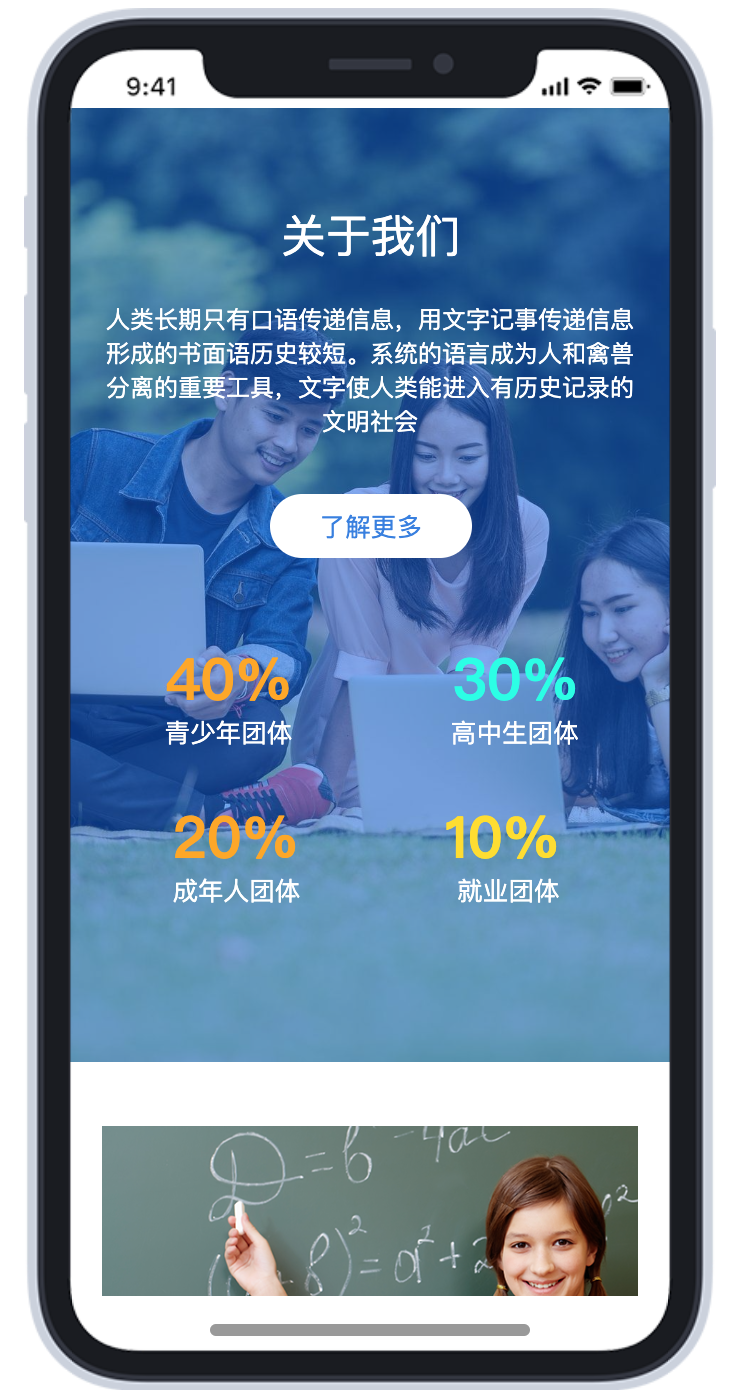 9:41
关于我们
人类长期只有口语传递信息，用文字记事传递信息
形成的书面语历史较短。系统的语言成为人和禽兽
分离的重要工具，文字使人类能进入有历史记录的
文明社会
了解更多
40% 30%
青少年团体 高中生团体
20% 10%
成年人团体 就业团体